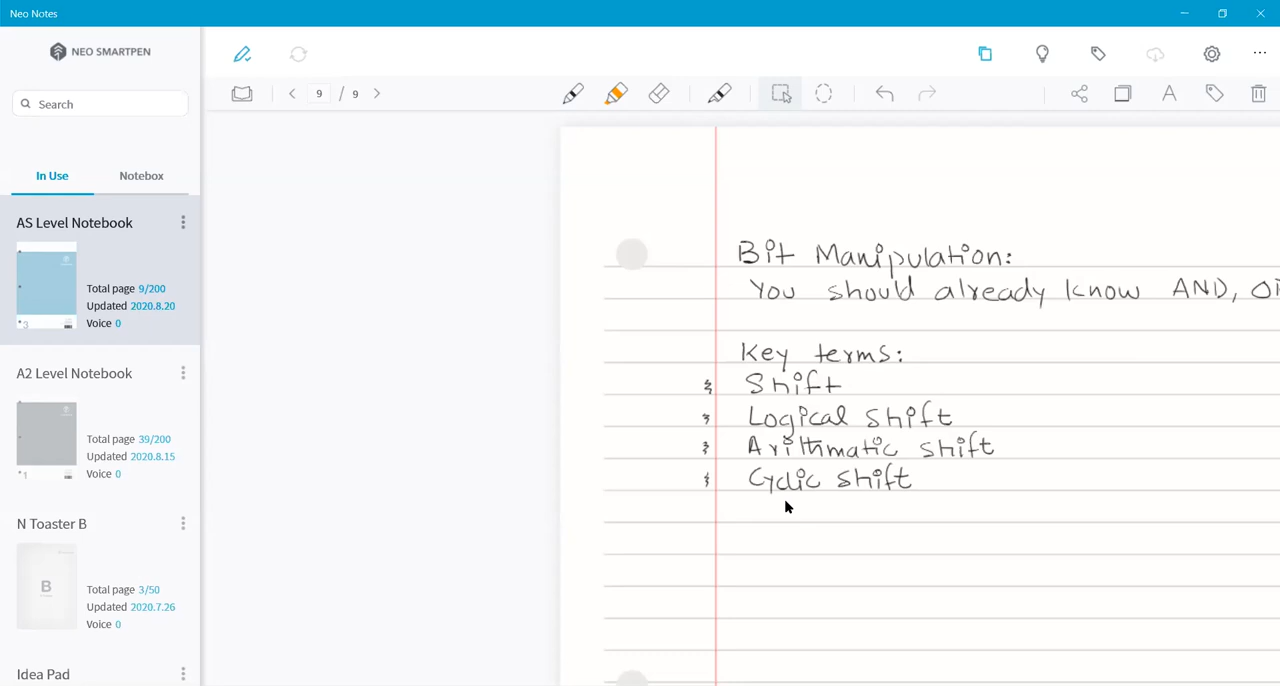 Neo Notes
NEO SMARTPEN
Search
9 / 9
In Use Notebox
AS Level Notebook
Total page 9/200
Updated 2020.8.20
Voice 0
A2 Level Notebook
Total page 39/200
Updated 2020.8.15
Voice 0
N Toaster B
B
Total page 3/50
Updated 2020.7.26
Voice 0
Idea Pad
Bit Manipulation:
You should already know AND,
Key terms:
Shift
Logical shift
Arithmatic shift
Cyclic shift